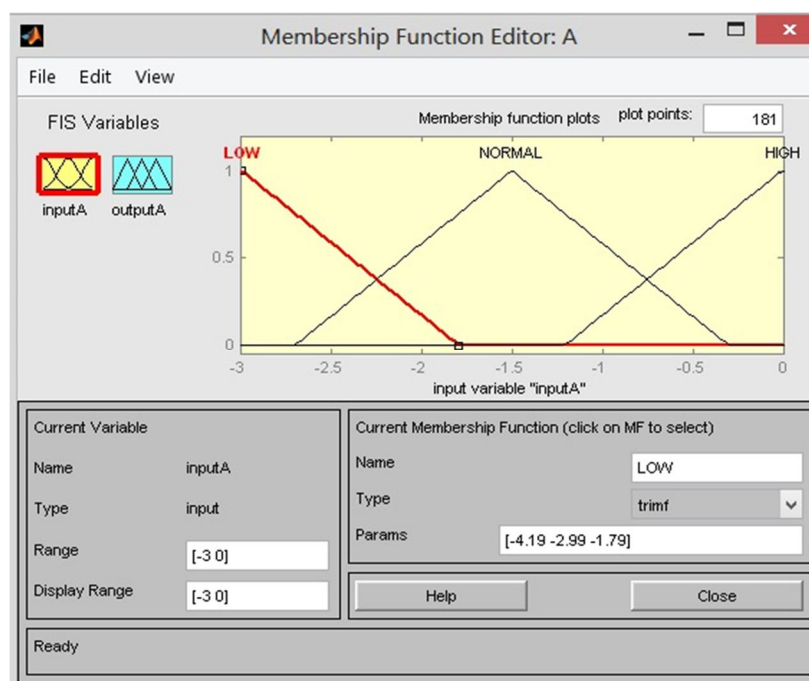 Membership Function Editor: A
File Edit View
FIS Variables
Membership function plots plot points: 181
LOW NORMAL HIGH
1
0.5
0
inputA outputA
-3 -2.5 -2 -1.5 -1 -0.5 0
input variable "inputA"
Current Variable
Name inputA
Type input
Range [-3 0]
Display Range [-3 0]
Current Membership Function (click on MF to select)
Name LOW
Type trimf
Params [-4.19 -2.99 -1.79]
Help Close
Ready